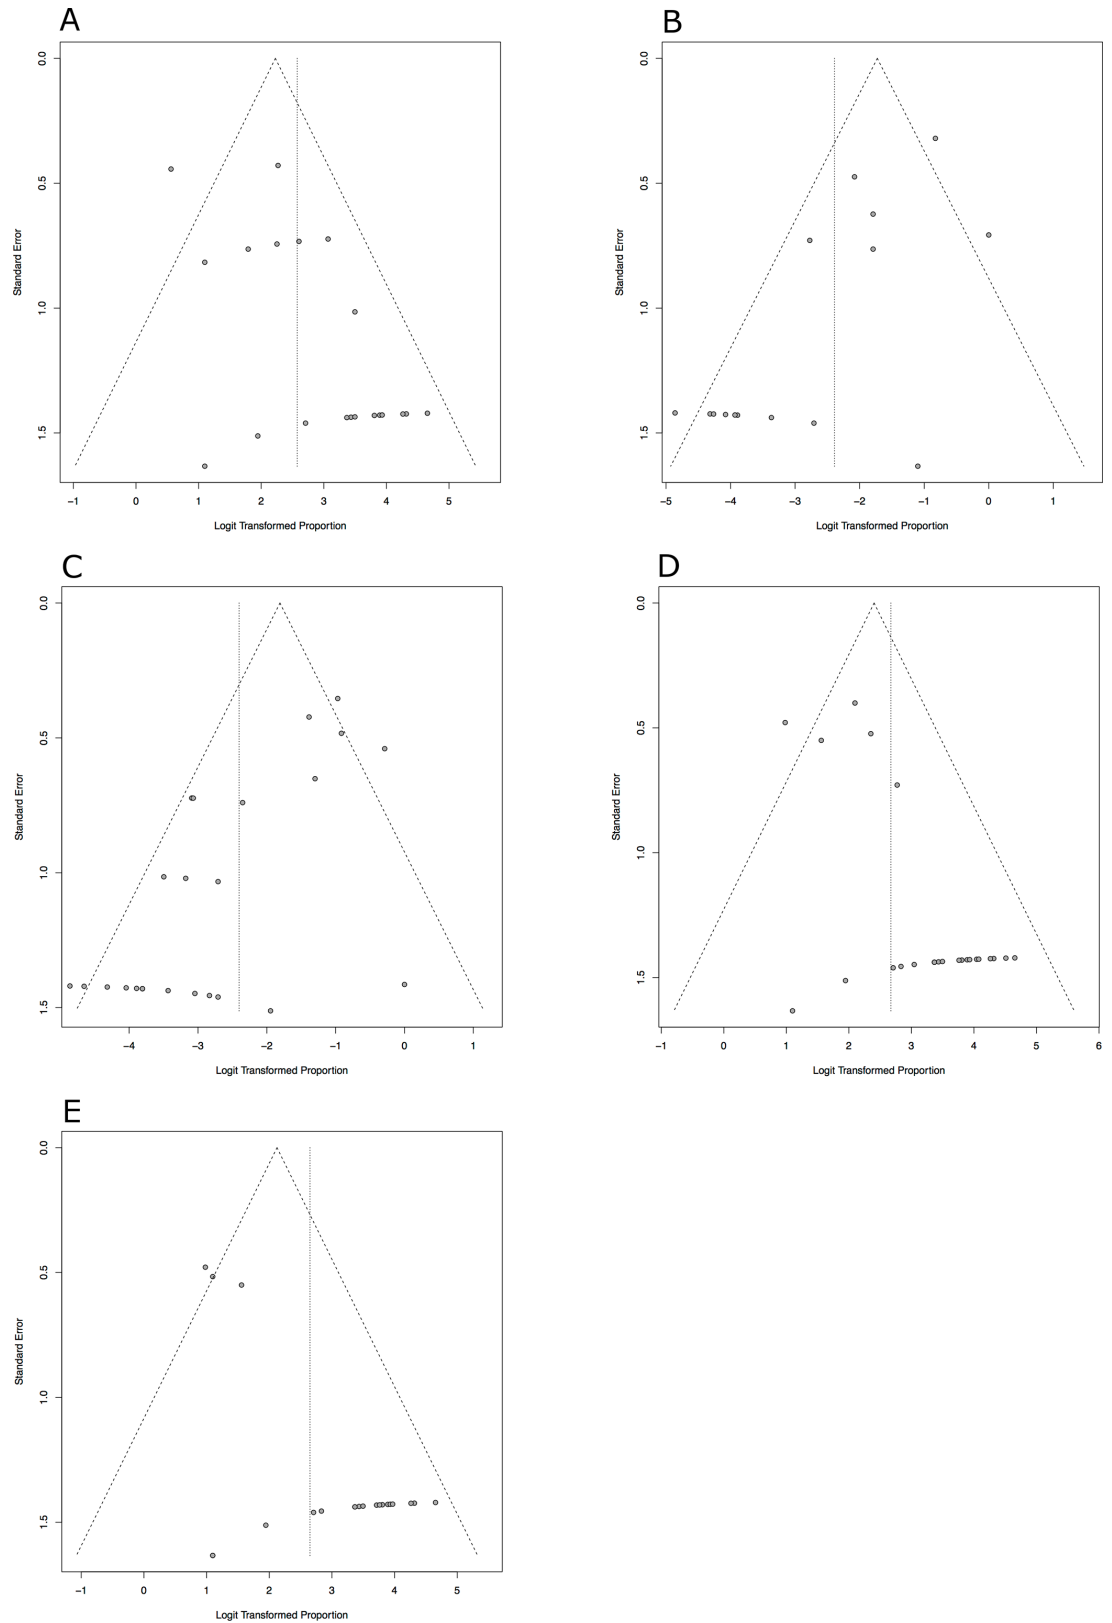 A
0.0
0.5
1.0
1.5
Standard Error
−1 0 1 2 3 4 5
Logit Transformed Proportion
B
0.0
0.5
1.0
1.5
Standard Error
−5 −4 −3 −2 −1 0 1
Logit Transformed Proportion
C
0.0
0.5
1.0
1.5
Standard Error
−4 −3 −2 −1 0 1
Logit Transformed Proportion
D
0.0
0.5
1.0
1.5
Standard Error
−1 0 1 2 3 4 5 6
Logit Transformed Proportion
E
0.0
0.5
1.0
1.5
Standard Error
−1 0 1 2 3 4 5
Logit Transformed Proportion